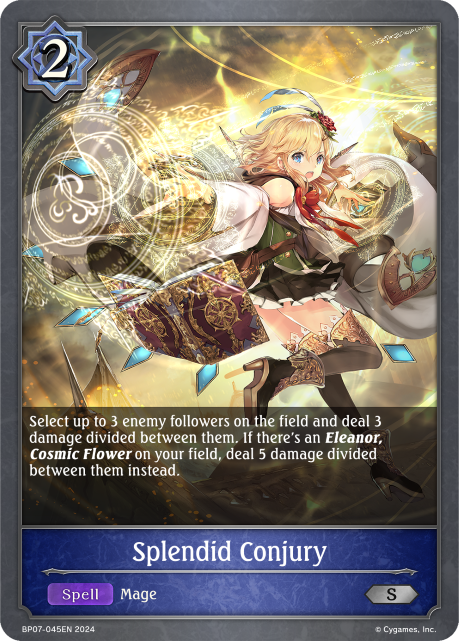 2
Select up to 3 enemy followers on the field and deal 3
damage divided between them. If there's an Eleanor,
Cosmic Flower on your field, deal 5 damage divided
between them instead.
Splendid Conjury
Spell Mage S
BP07-045EN 2024 © Cygames, Inc.